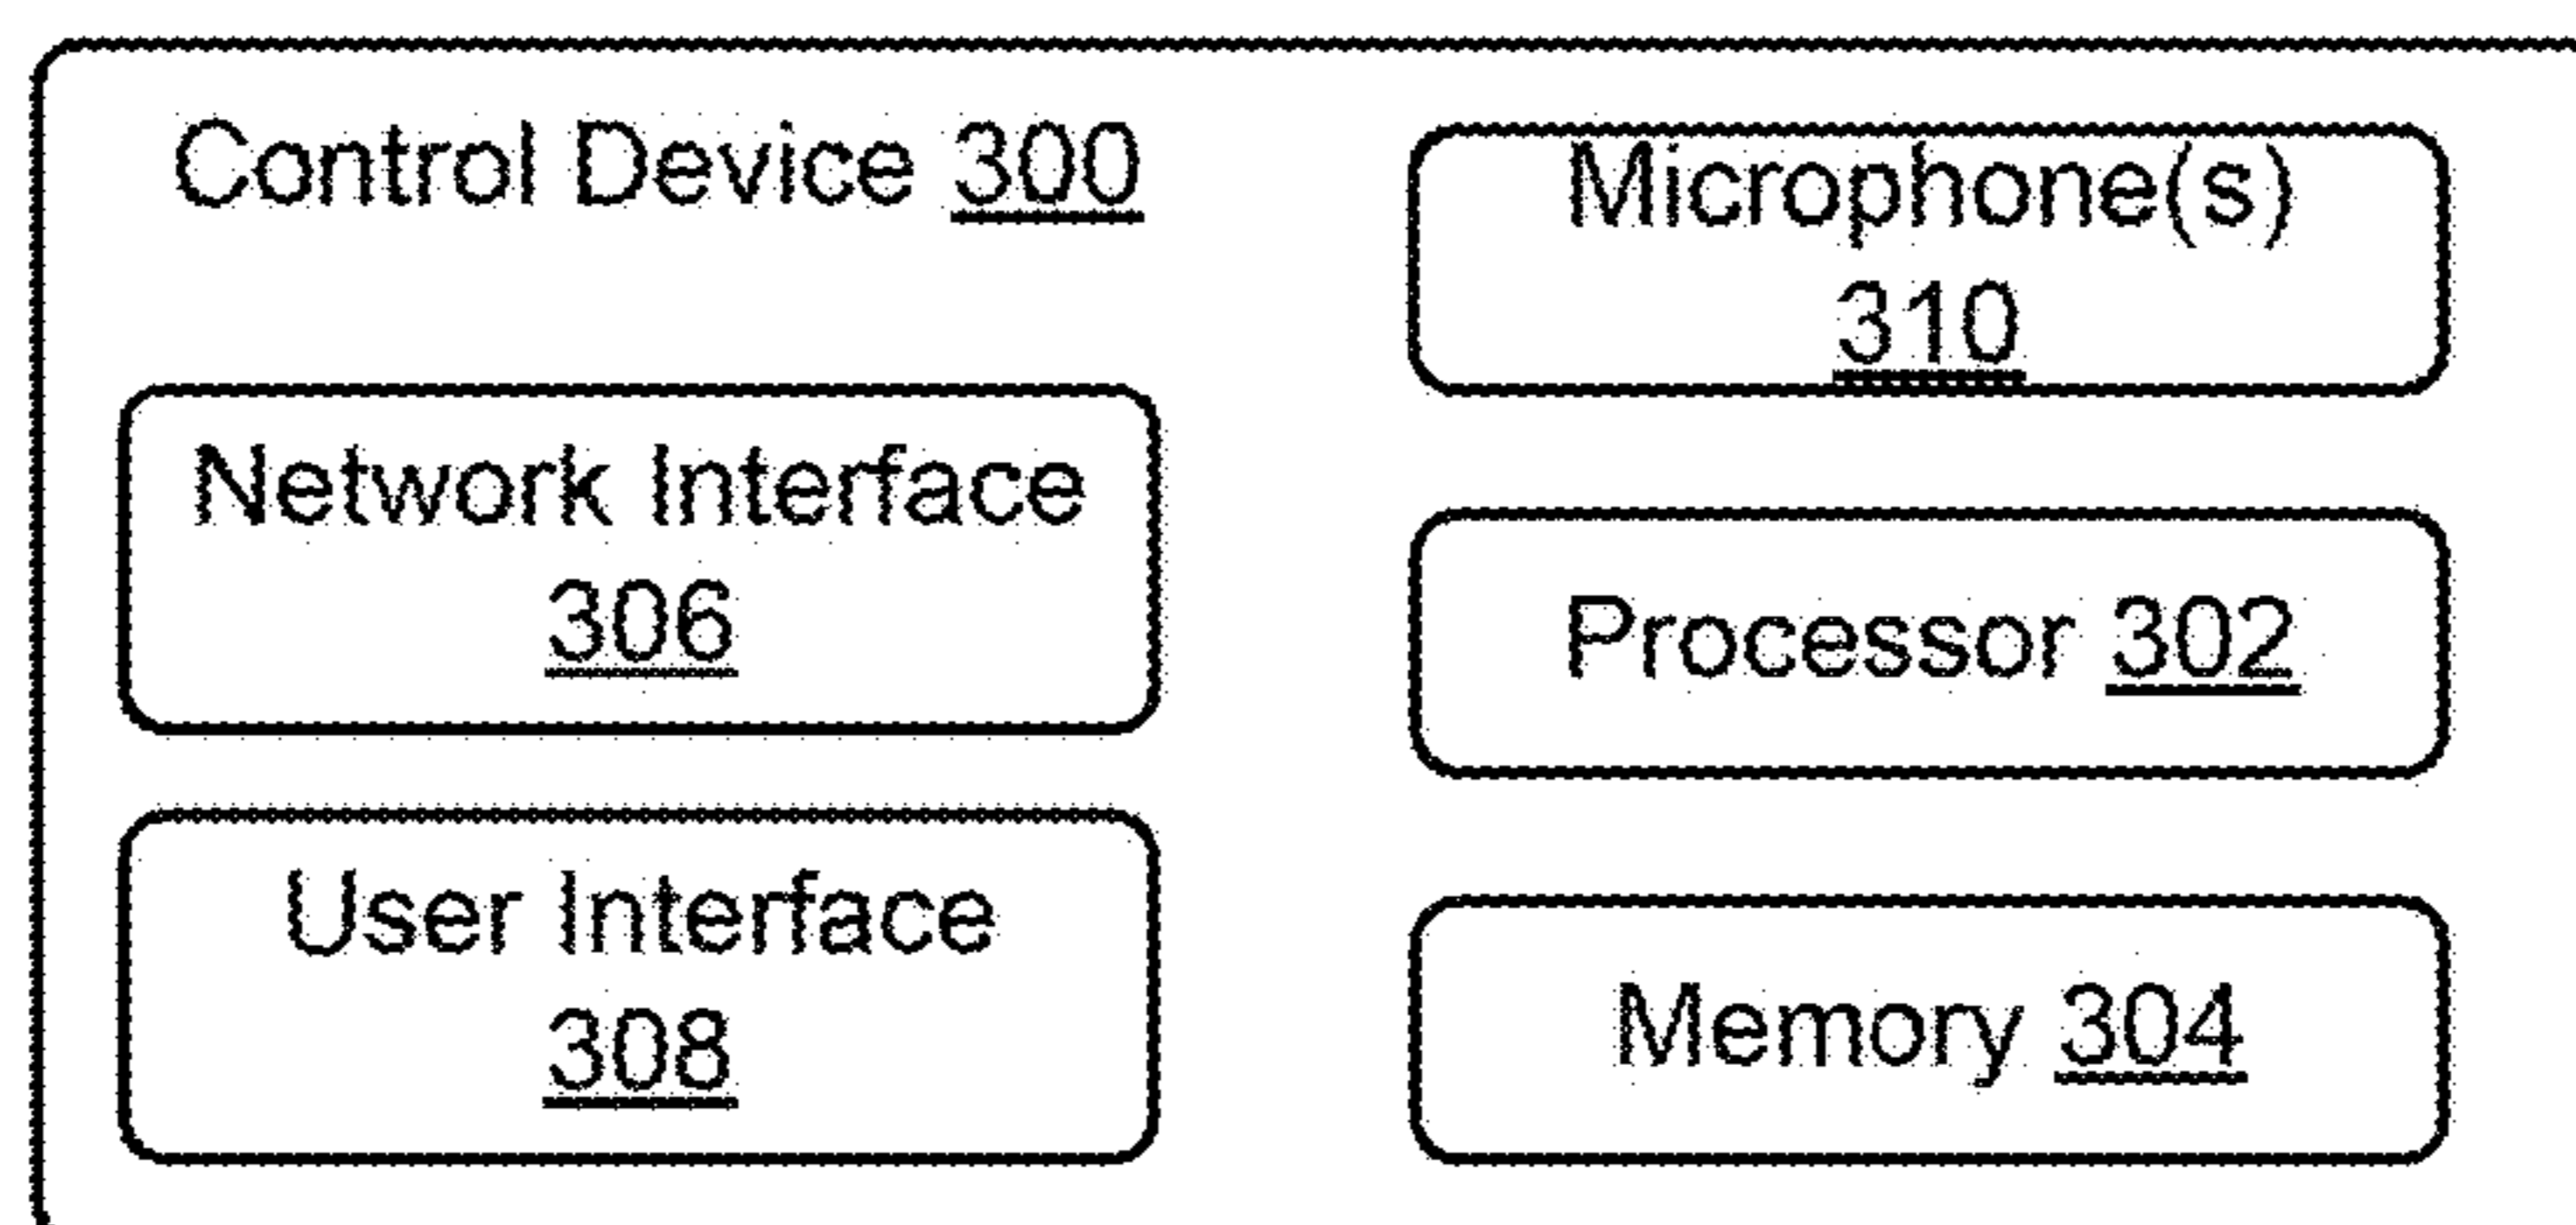 Control Device 300
Network Interface
306
User Interface
308
Microphone(s)
310
Processor 302
Memory 304